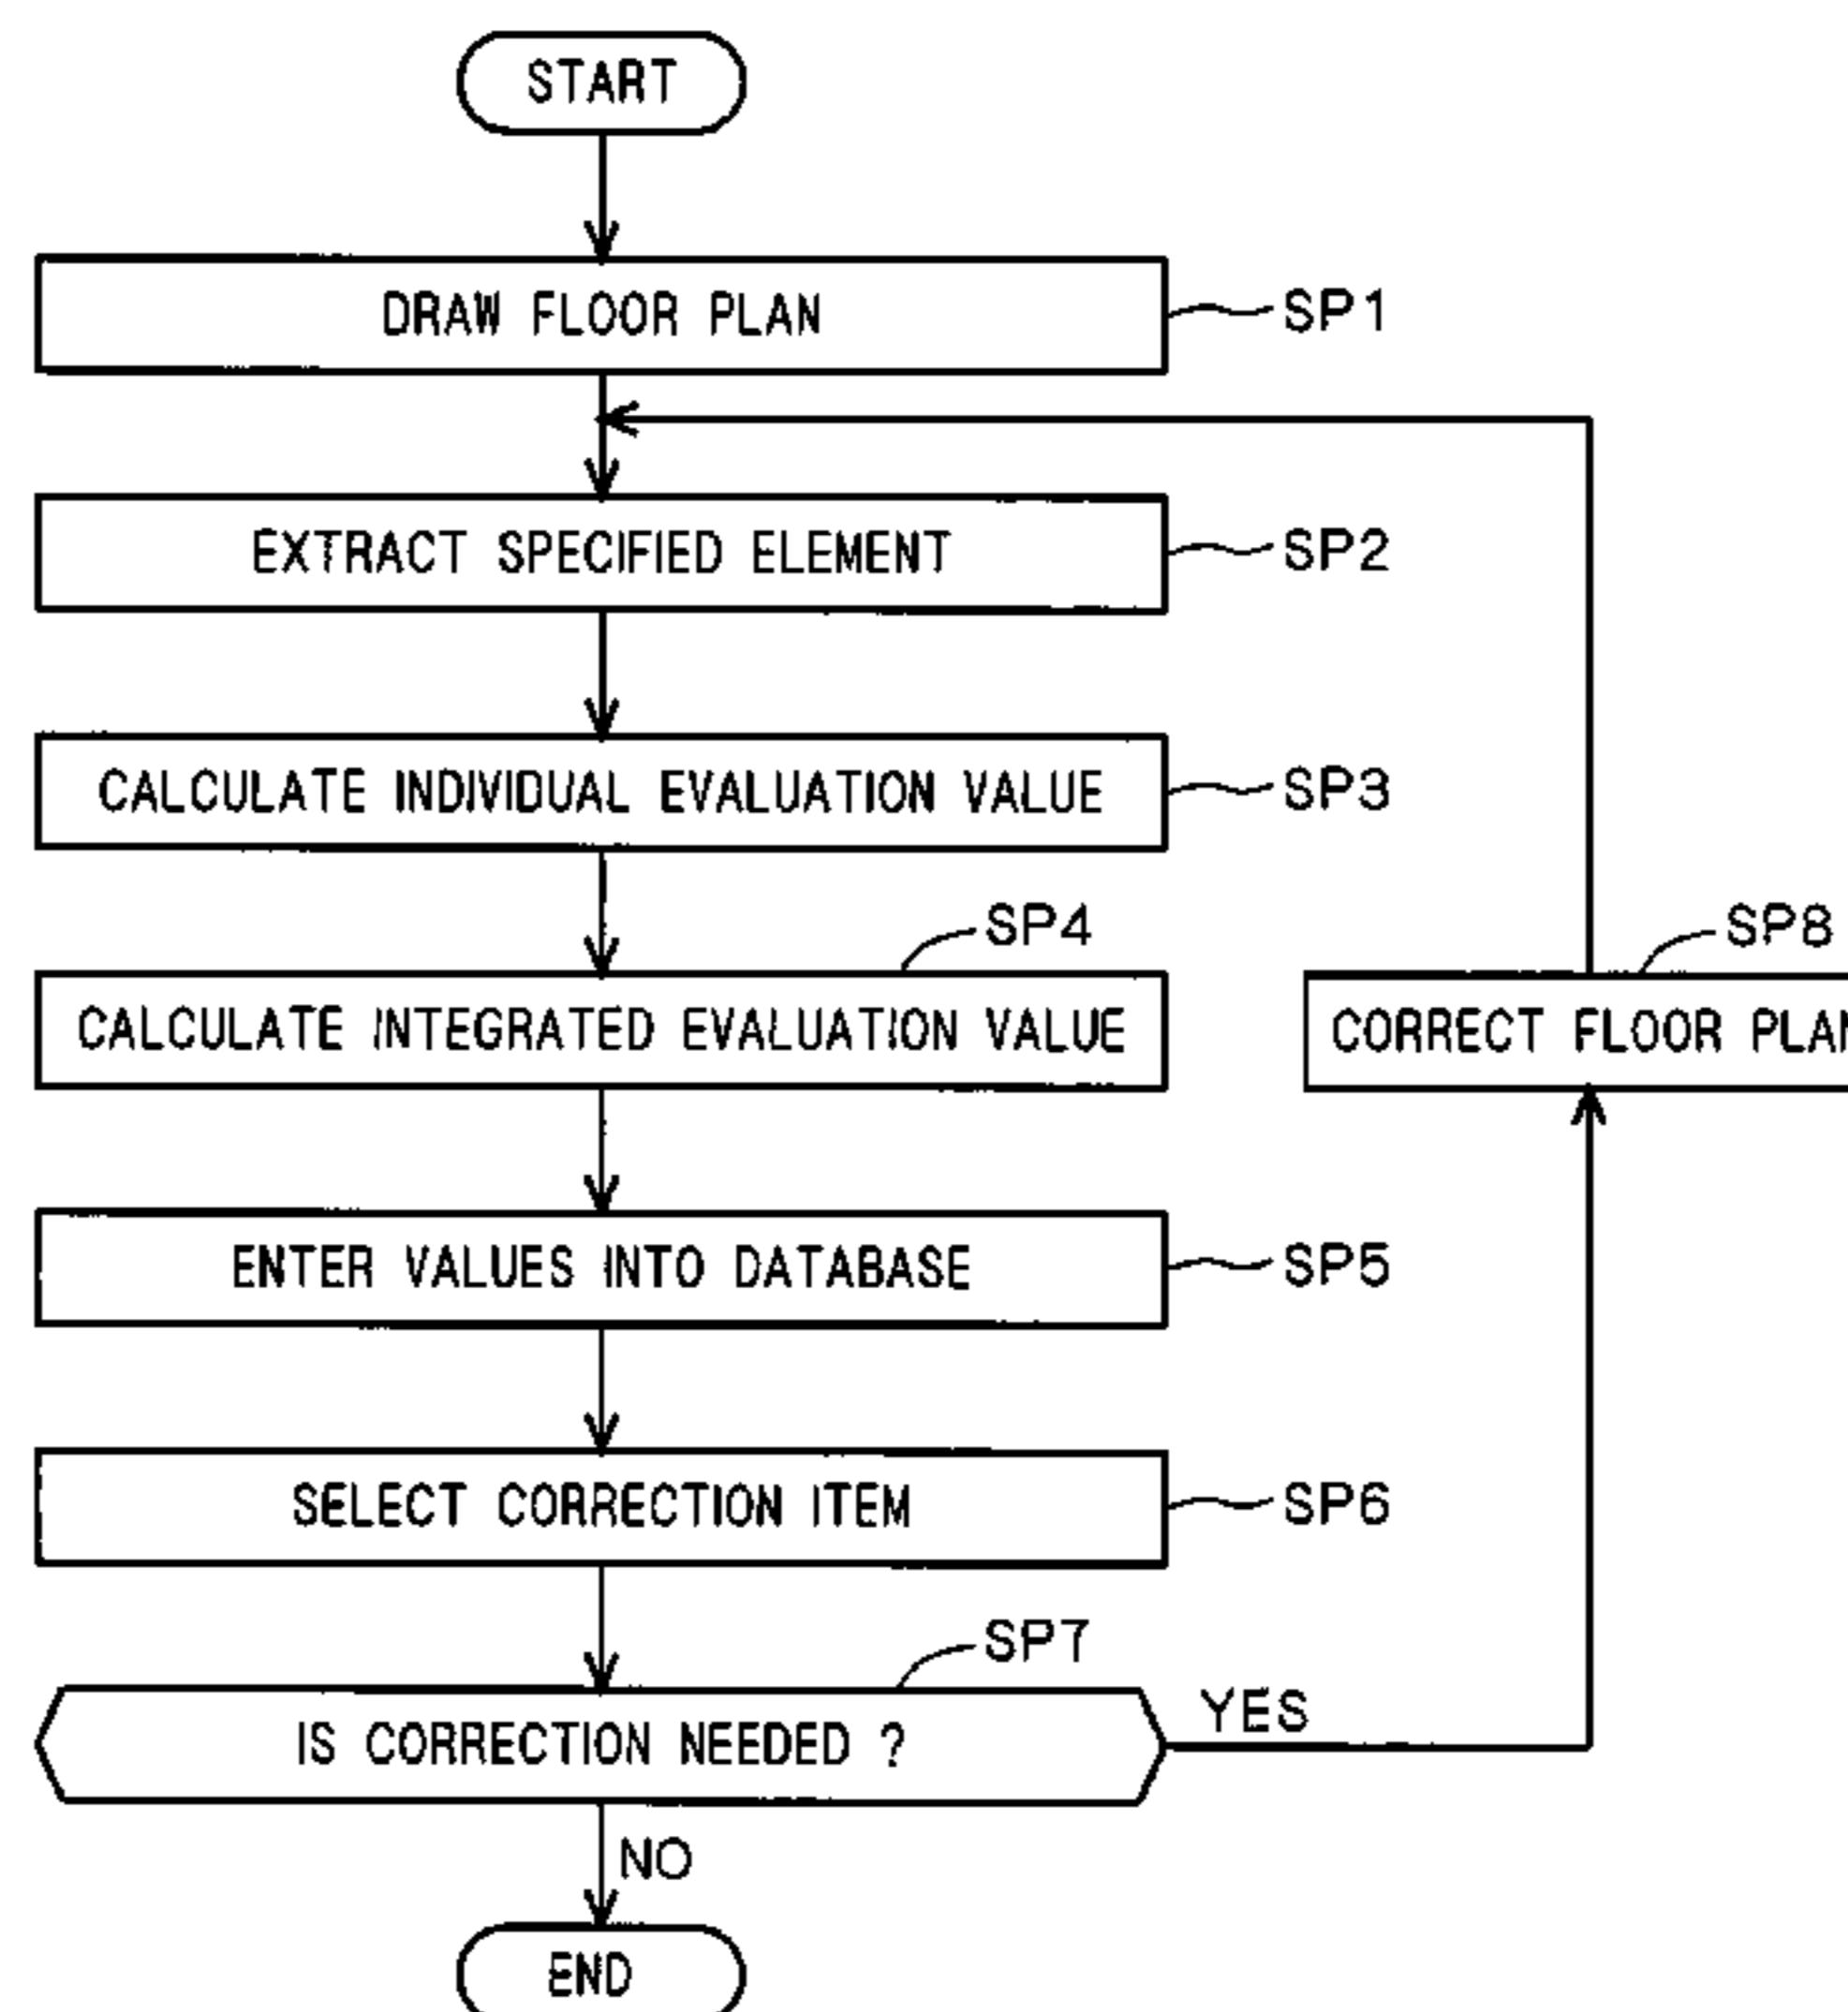 START
DRAW FLOOR PLAN
SP1
EXTRACT SPECIFIED ELEMENT
SP2
CALCULATE INDIVIDUAL EVALUATION VALUE
SP3
SP4
CALCULATE INTEGRATED EVALUATION VALUE
SP8
CORRECT FLOOR PLAN
ENTER VALUES INTO DATABASE
SP5
SELECT CORRECTION ITEM
SP6
SP7
IS CORRECTION NEEDED ?
YES
NO
END